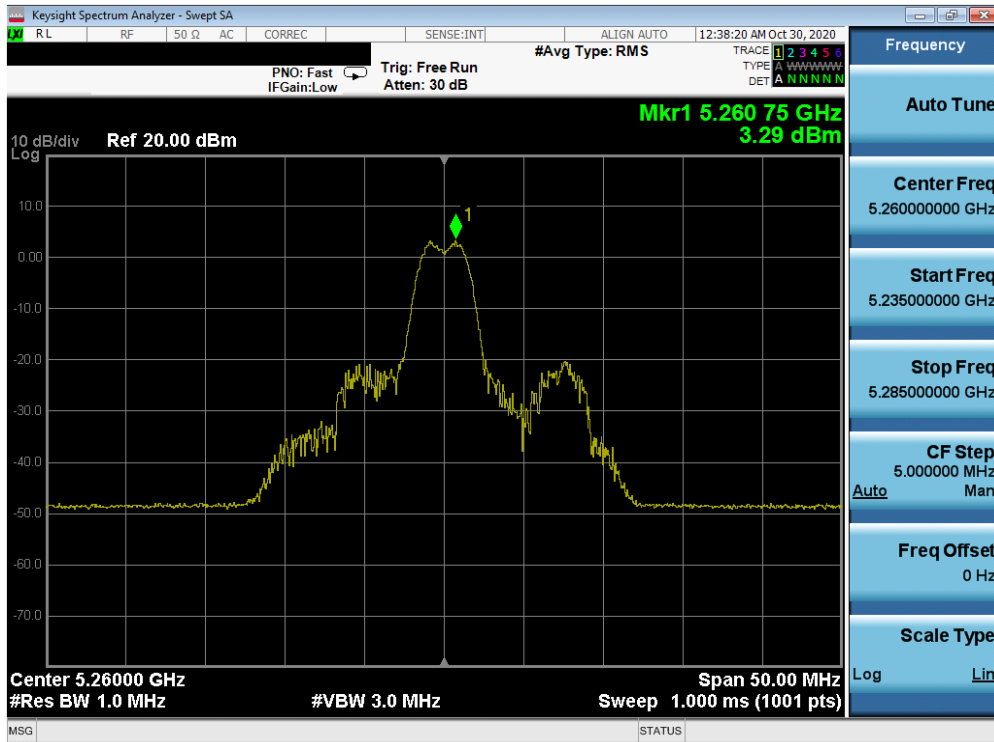 Keysight Spectrum Analyzer - Swept SA
LXI RL RF 50 Ω AC CORREC SENSE:INT ALIGN AUTO 12:38:20 AM Oct 30, 2020
#Avg Type: RMS
TRACE 1 2 3 4 5 6
PNO: Fast Trig: Free Run TYPE A WWWWW
IFGain:Low Atten: 30 dB DET A N N N N N
Mkr1 5.260 75 GHz
3.29 dBm
10 dB/div Ref 20.00 dBm
Log
1
10.0
0.00
-10.0
-20.0
-30.0
-40.0
-50.0
-60.0
-70.0
Center 5.26000 GHz Span 50.00 MHz
#Res BW 1.0 MHz #VBW 3.0 MHz Sweep 1.000 ms (1001 pts)
MSG STATUS
Frequency
Auto Tune
Center Freq
5.260000000 GHz
Start Freq
5.235000000 GHz
Stop Freq
5.285000000 GHz
CF Step
5.000000 MHz
Auto Man
Freq Offset
0 Hz
Scale Type
Log Lin